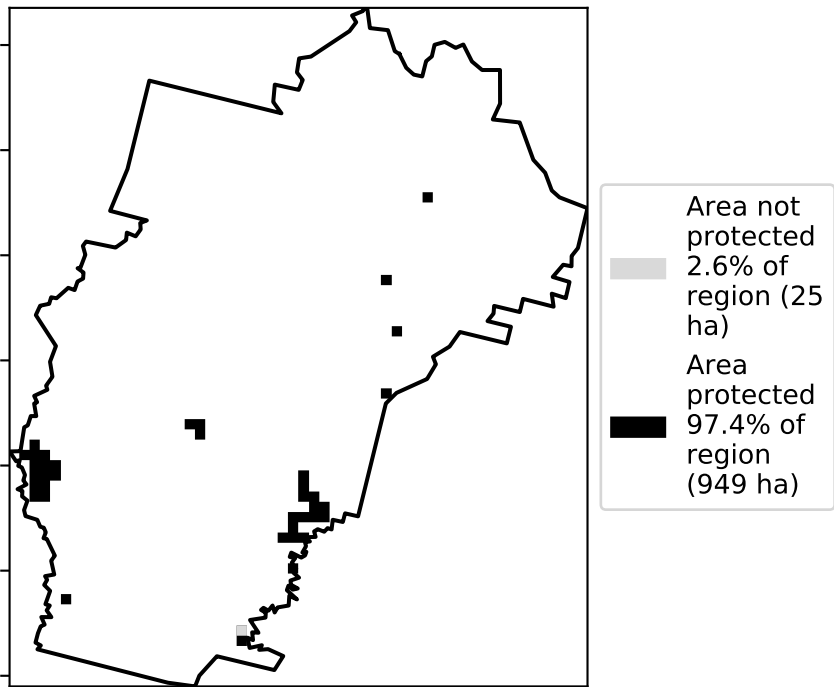 Area not
protected
2.6% of
region (25
ha)
Area
protected
97.4% of
region
(949 ha)